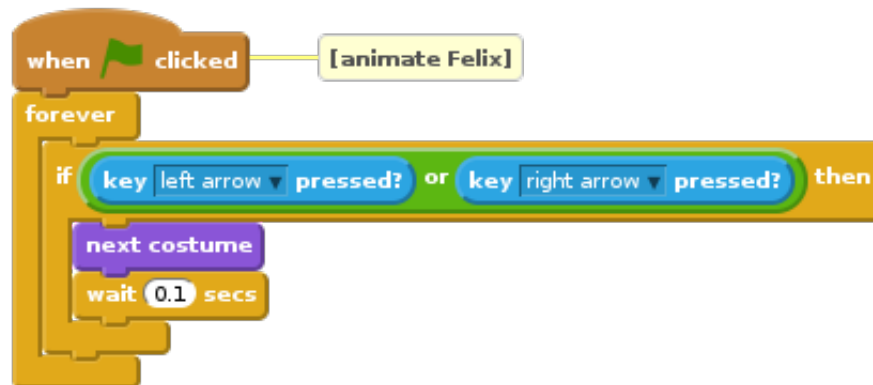 when clicked [animate Felix]
forever
if key left arrow pressed? or key right arrow pressed? then
next costume
wait 0.1 secs